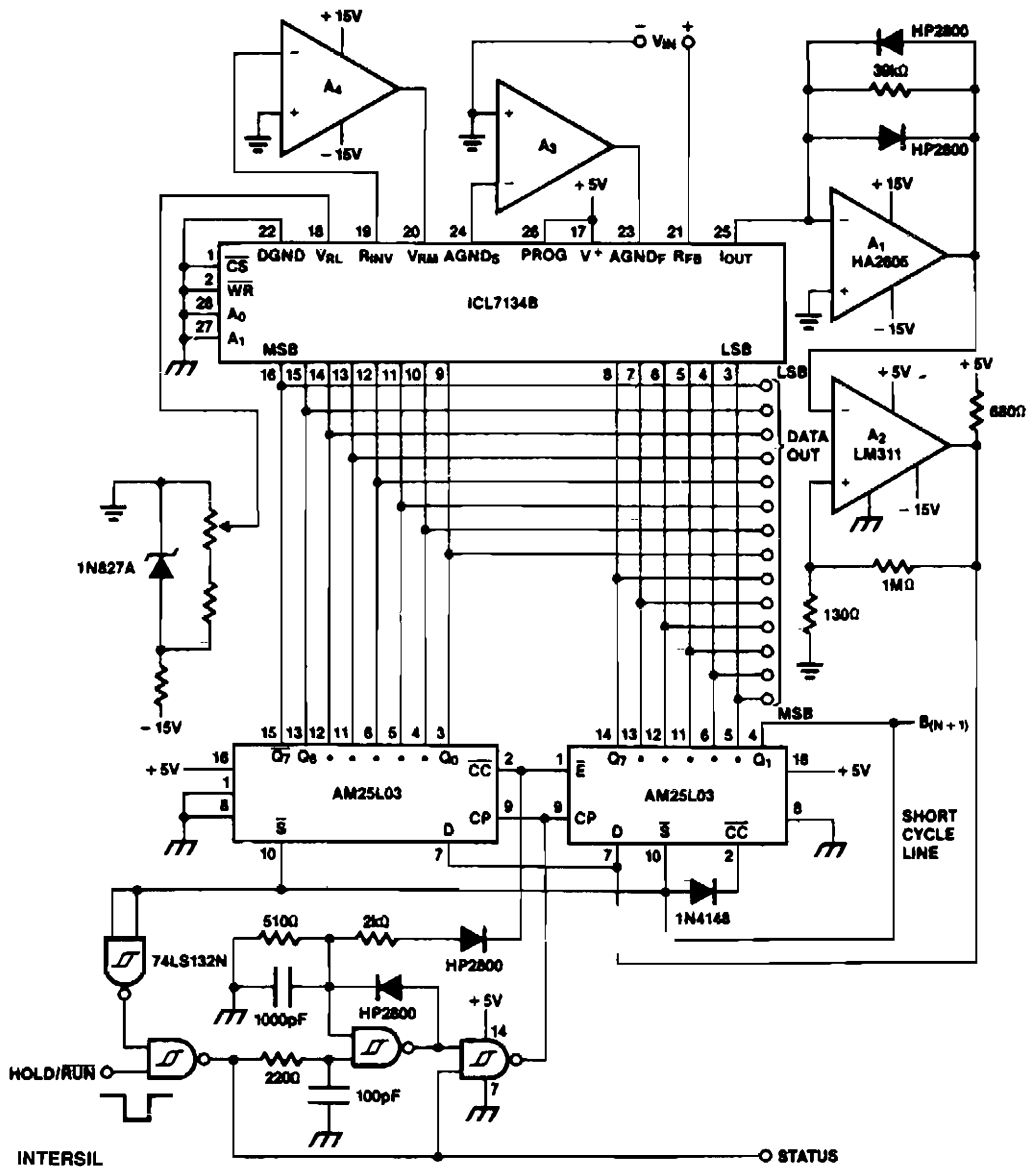 +15V
−
+
A4
−15V
− VIN +
+
−
A3
+5V
HP2800
39kΩ
HP2800
+15V
−
+
A1
HA2605
−15V
22 18 19 20 24 26 17 23 21 25
DGND VRL RINV VRM AGNDS PROG V+ AGNDF RFB IOUT
1 CS
2 WR
28 A0
27 A1
ICL7134B
MSB LSB
16 15 14 13 12 11 10 9 8 7 6 5 4 3
LSB
DATA
OUT
MSB
+5V
680Ω
+5V
−
+
A2
LM311
−15V
1MΩ
130Ω
1N827A
−15V
15 13 12 11 6 5 4 3
Q7 Q6 Q0
16
+5V
1
8
AM25L03
CC 2
CP 9
S D
10 7
14 13 12 11 6 5 4
Q7 Q1
1 E
9 CP
AM25L03
16 +5V
8
D S CC
7 10 2
B(N + 1)
SHORT
CYCLE
LINE
1N4148
74LS132N
510Ω
2kΩ
HP2800
1000pF
HP2800
+5V
14
7
HOLD/RUN
220Ω
100pF
INTERSIL
STATUS